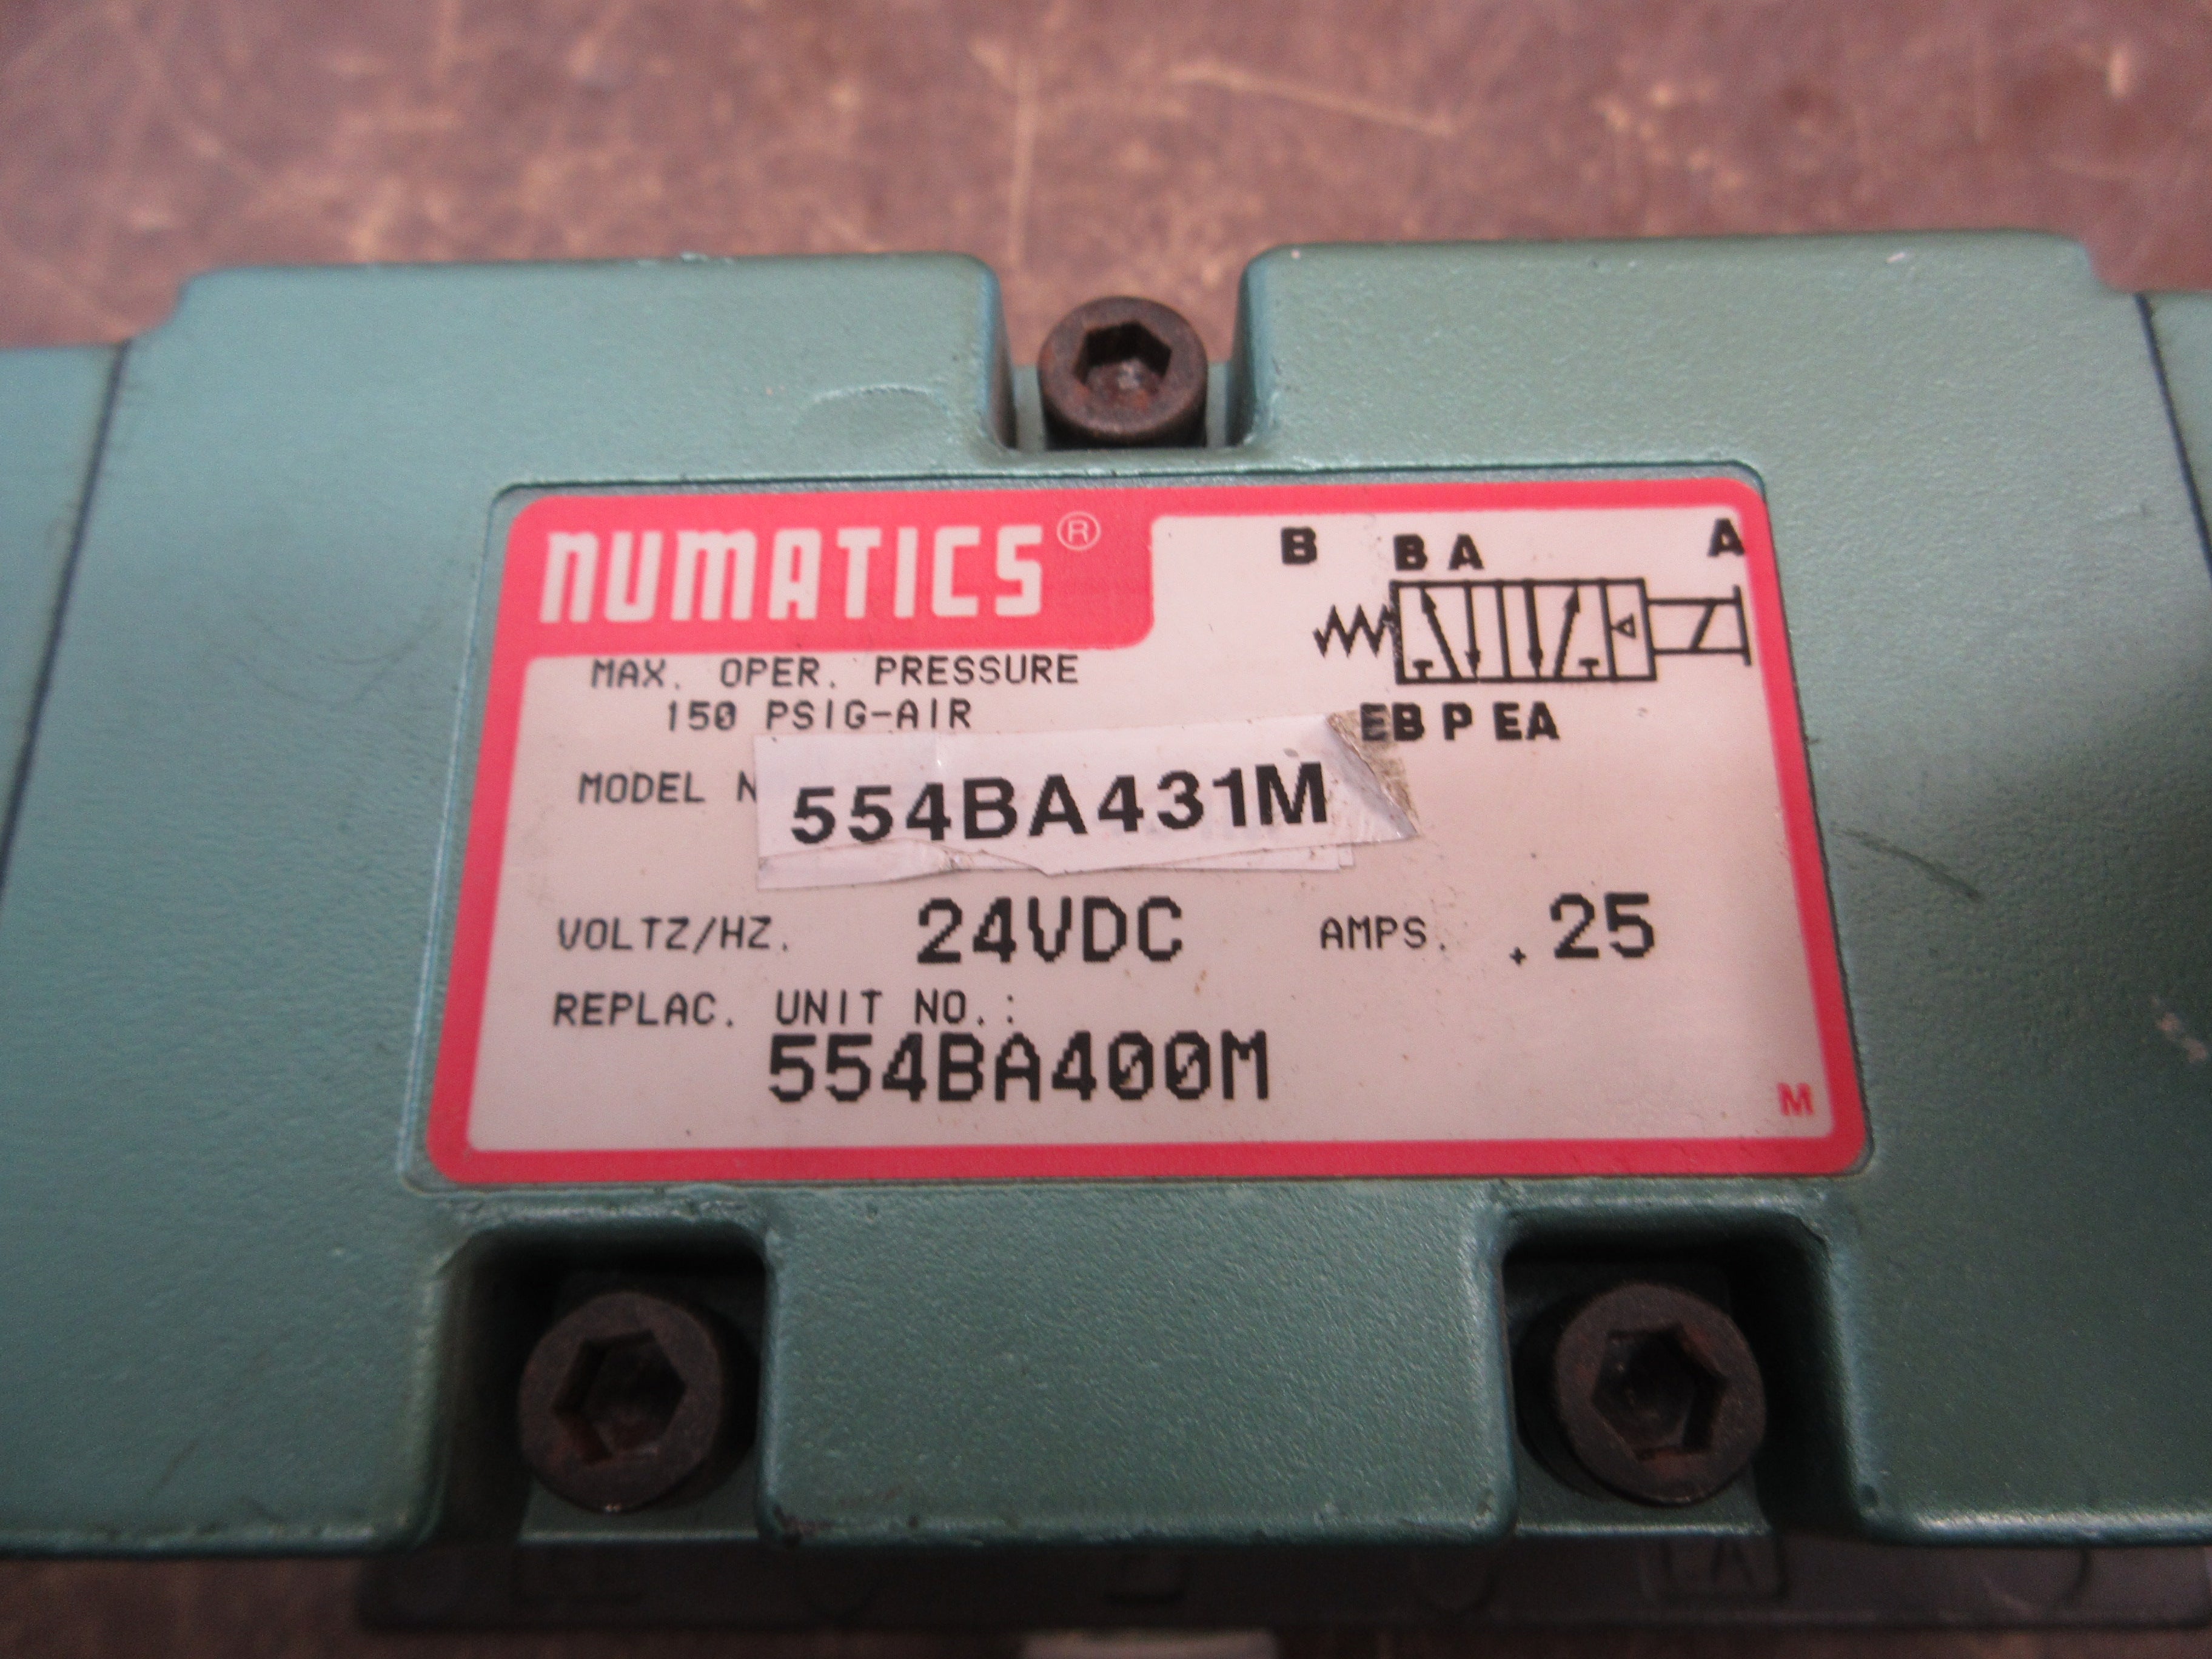 NUMATICS®
B B A A
MAX. OPER. PRESSURE
150 PSIG-AIR
EB P EA
MODEL N 554BA431M
VOLTZ/HZ. 24VDC AMPS. .25
REPLAC. UNIT NO.:
554BA400M
M